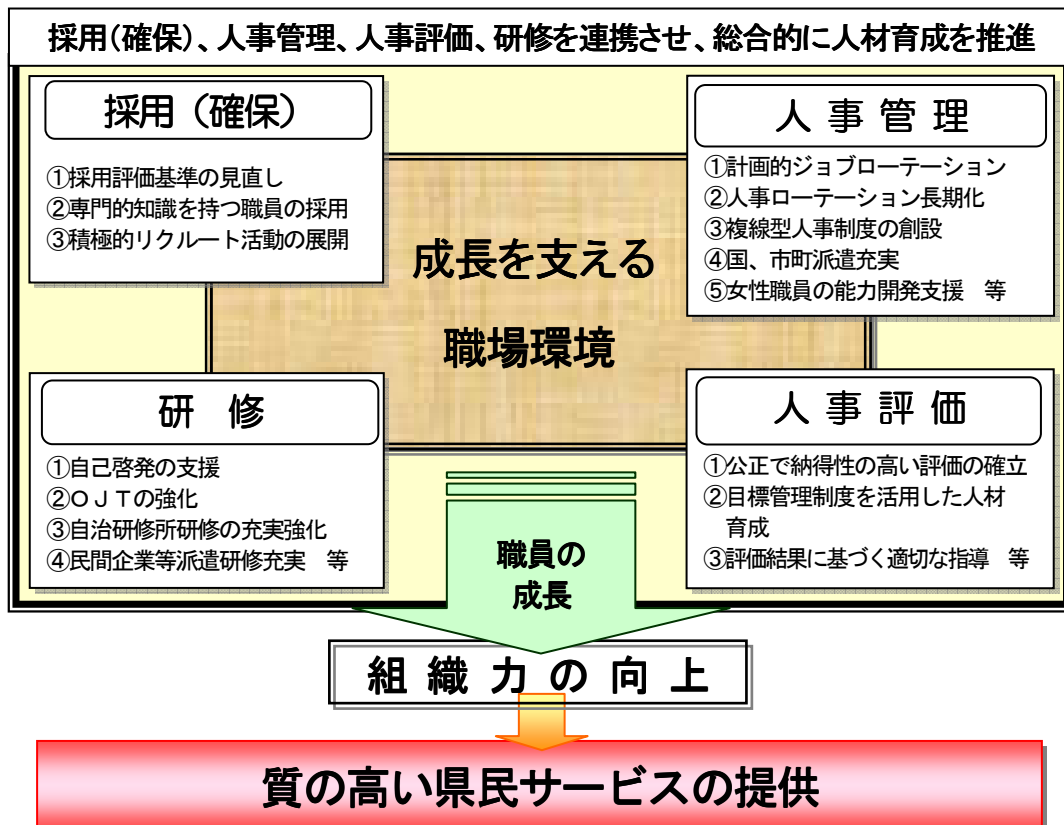 採用(確保)、人事管理、人事評価、研修を連携させ、総合的に人材育成を推進
採用（確保）
①採用評価基準の見直し
②専門的知識を持つ職員の採用
③積極的リクルート活動の展開
人 事 管 理
①計画的ジョブローテーション
②人事ローテーション長期化
③複線型人事制度の創設
④国、市町派遣充実
⑤女性職員の能力開発支援　等
成長を支える
職場環境
研　修
①自己啓発の支援
②ＯＪＴの強化
③自治研修所研修の充実強化
④民間企業等派遣研修充実　等
人 事 評 価
①公正で納得性の高い評価の確立
②目標管理制度を活用した人材
育成
③評価結果に基づく適切な指導　等
職員の
成長
組 織 力 の 向 上
質の高い県民サービスの提供